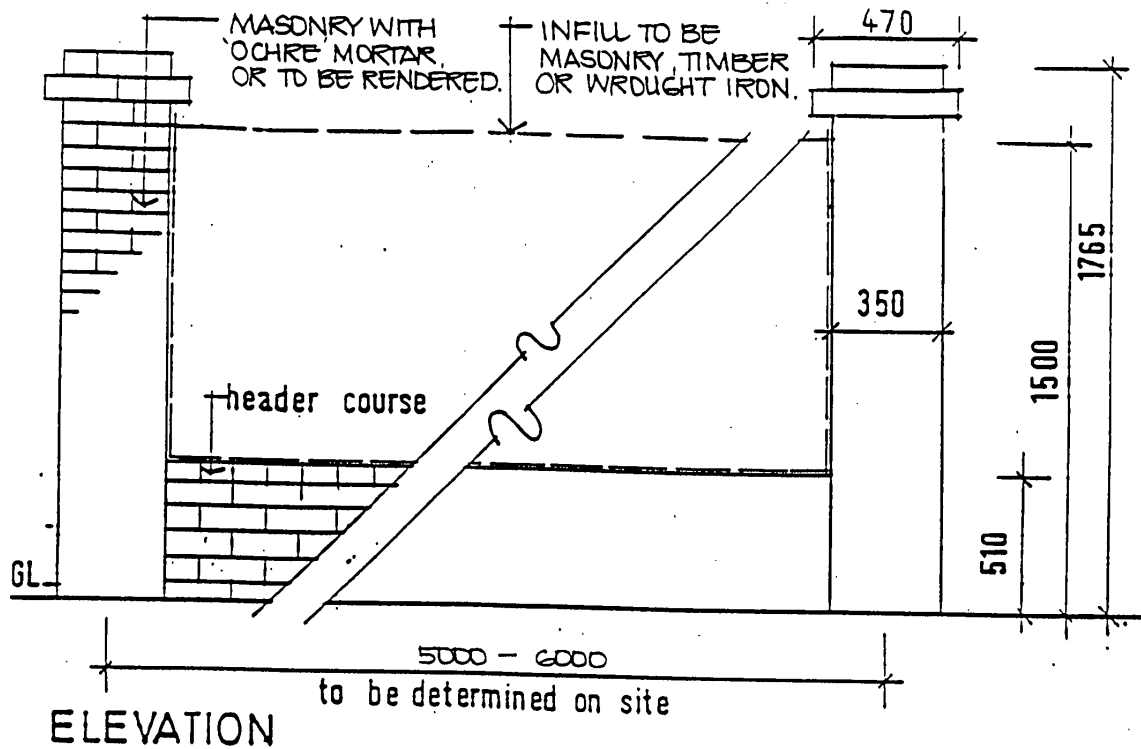 MASONRY WITH
'OCHRE' MORTAR,
OR TO BE RENDERED.
INFILL TO BE
MASONRY, TIMBER
OR WROUGHT IRON.
470
1765
1500
350
header course
510
GL
5000 - 6000
to be determined on site
ELEVATION